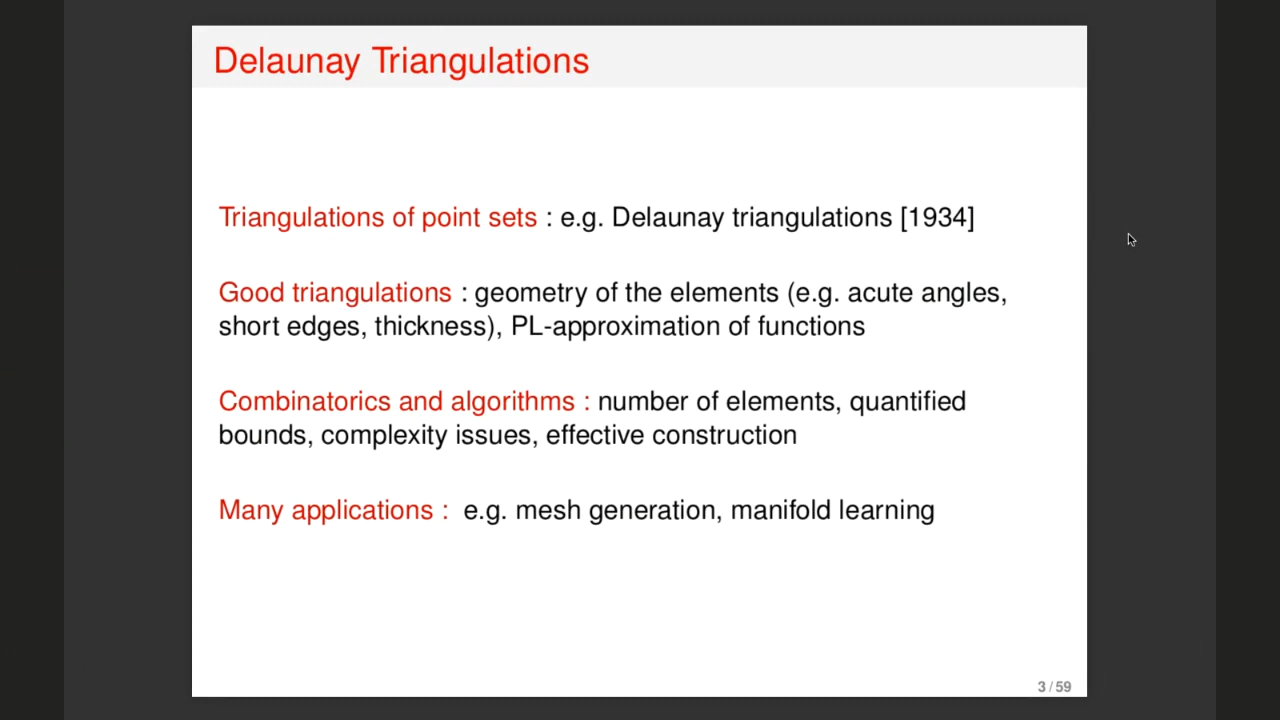 Delaunay Triangulations
Triangulations of point sets : e.g. Delaunay triangulations [1934]
Good triangulations : geometry of the elements (e.g. acute angles,
short edges, thickness), PL-approximation of functions
Combinatorics and algorithms : number of elements, quantified
bounds, complexity issues, effective construction
Many applications : e.g. mesh generation, manifold learning
3 / 59